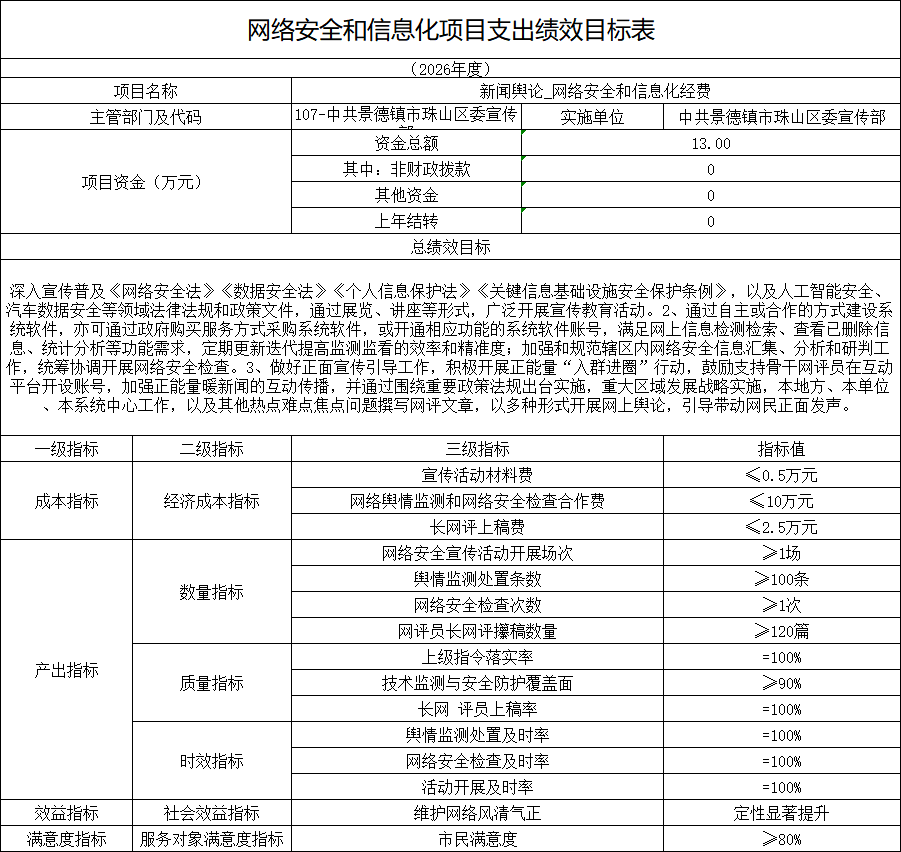 网络安全和信息化项目支出绩效目标表
（2026年度）
项目名称 新闻舆论_网络安全和信息化经费
主管部门及代码 107-中共景德镇市珠山区委宣传部 实施单位 中共景德镇市珠山区委宣传部
项目资金（万元） 资金总额 13.00
其中：非财政拨款 0
其他资金 0
上年结转 0
总绩效目标
深入宣传普及《网络安全法》《数据安全法》《个人信息保护法》《关键信息基础设施安全保护条例》，以及人工智能安全、
汽车数据安全等领域法律法规和政策文件，通过展览、讲座等形式，广泛开展宣传教育活动。2、通过自主或合作的方式建设系
统软件，亦可通过政府购买服务方式采购系统软件，或开通相应功能的系统软件账号，满足网上信息检测检索、查看已删除信
息、统计分析等功能需求，定期更新迭代提高监测监看的效率和精准度；加强和规范辖区内网络安全信息汇集、分析和研判工
作，统筹协调开展网络安全检查。3、做好正面宣传引导工作，积极开展正能量“入群进圈”行动，鼓励支持骨干网评员在互动
平台开设账号，加强正能量暖新闻的互动传播，并通过围绕重要政策法规出台实施，重大区域发展战略实施，本地方、本单位
、本系统中心工作，以及其他热点难点焦点问题撰写网评文章，以多种形式开展网上舆论，引导带动网民正面发声。
一级指标 二级指标 三级指标 指标值
成本指标 经济成本指标 宣传活动材料费 ≤0.5万元
网络舆情监测和网络安全检查合作费 ≤10万元
长网评上稿费 ≤2.5万元
产出指标 数量指标 网络安全宣传活动开展场次 ≥1场
舆情监测处置条数 ≥100条
网络安全检查次数 ≥1次
网评员长网评撰稿数量 ≥120篇
质量指标 上级指令落实率 =100%
技术监测与安全防护覆盖面 ≥90%
长网 评员上稿率 =100%
时效指标 舆情监测处置及时率 =100%
网络安全检查及时率 =100%
活动开展及时率 =100%
效益指标 社会效益指标 维护网络风清气正 定性显著提升
满意度指标 服务对象满意度指标 市民满意度 ≥80%